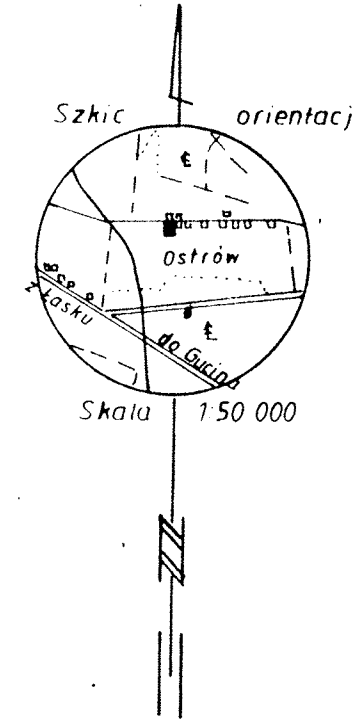 Szkic orientacj
Ostrów
z Łasku
do Gucina
Skala 1:50 000